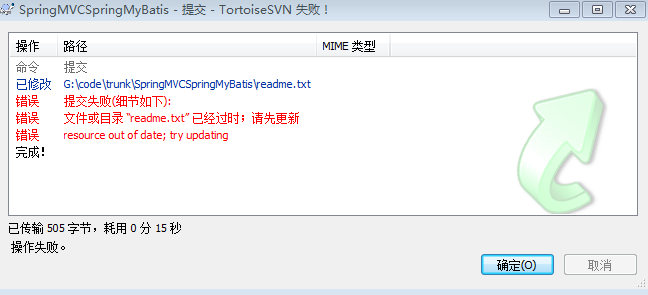 SpringMVCSpringMyBatis - 提交 - TortoiseSVN 失败！
操作 路径 MIME 类型
命令 提交
已修改 G:\code\trunk\SpringMVCSpringMyBatis\readme.txt
错误 提交失败(细节如下):
错误 文件或目录 “readme.txt” 已经过时；请先更新
错误 resource out of date; try updating
完成!
已传输 505 字节，耗用 0 分 15 秒
操作失败。
确定(O) 取消